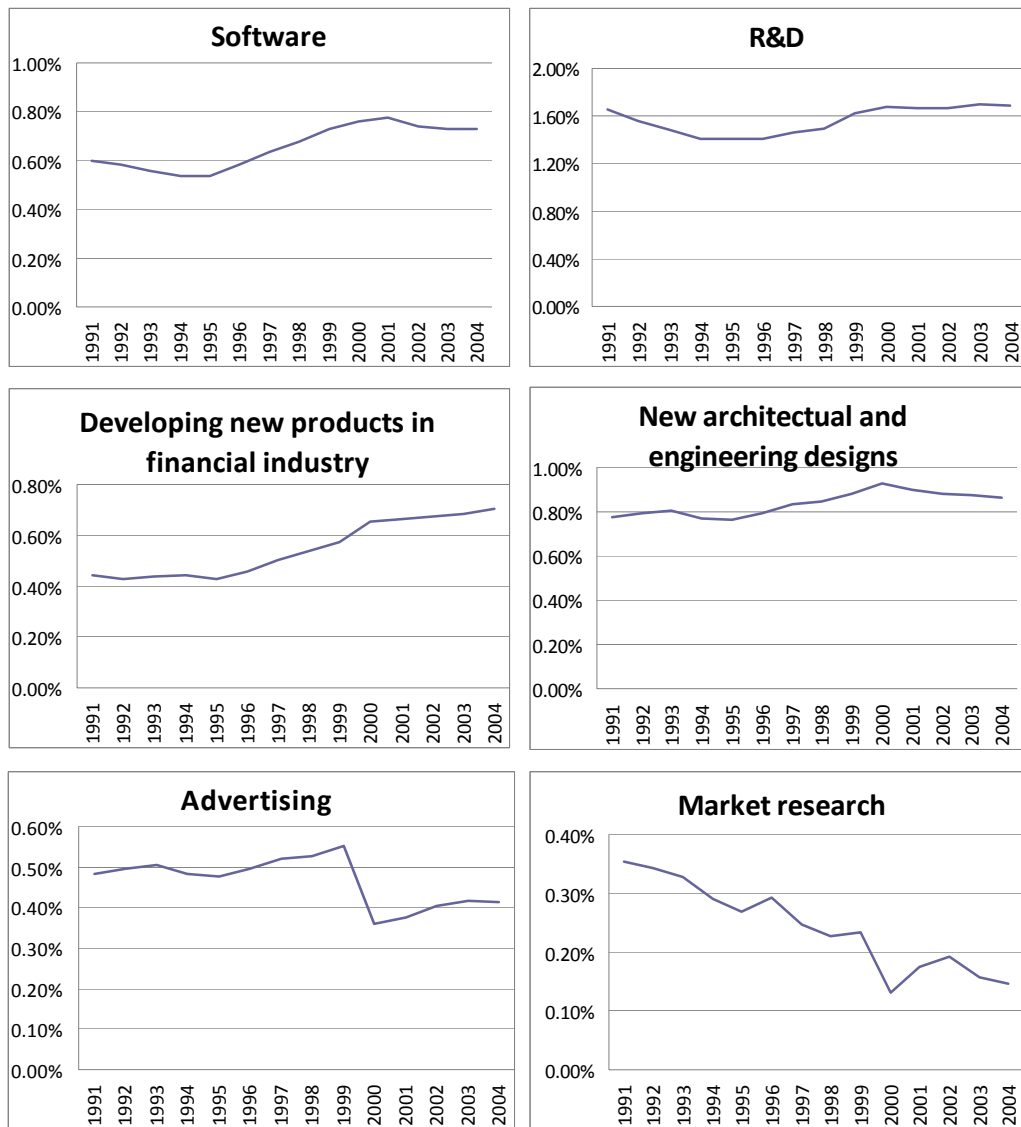 Software
1.00%
0.80%
0.60%
0.40%
0.20%
0.00%
1991 1992 1993 1994 1995 1996 1997 1998 1999 2000 2001 2002 2003 2004
R&D
2.00%
1.60%
1.20%
0.80%
0.40%
0.00%
1991 1992 1993 1994 1995 1996 1997 1998 1999 2000 2001 2002 2003 2004
Developing new products in
financial industry
0.80%
0.60%
0.40%
0.20%
0.00%
1991 1992 1993 1994 1995 1996 1997 1998 1999 2000 2001 2002 2003 2004
New architectual and
engineering designs
1.00%
0.80%
0.60%
0.40%
0.20%
0.00%
1991 1992 1993 1994 1995 1996 1997 1998 1999 2000 2001 2002 2003 2004
Advertising
0.60%
0.50%
0.40%
0.30%
0.20%
0.10%
0.00%
1991 1992 1993 1994 1995 1996 1997 1998 1999 2000 2001 2002 2003 2004
Market research
0.40%
0.30%
0.20%
0.10%
0.00%
1991 1992 1993 1994 1995 1996 1997 1998 1999 2000 2001 2002 2003 2004